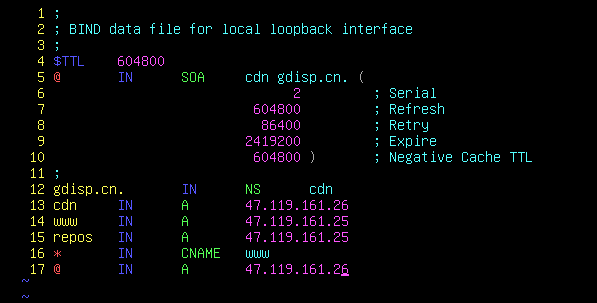 1 ;
2 ; BIND data file for local loopback interface
3 ;
4 $TTL 604800
5 @ IN SOA cdn gdisp.cn. (
6 2 ; Serial
7 604800 ; Refresh
8 86400 ; Retry
9 2419200 ; Expire
10 604800 ) ; Negative Cache TTL
11 ;
12 gdisp.cn. IN NS cdn
13 cdn IN A 47.119.161.26
14 www IN A 47.119.161.25
15 repos IN A 47.119.161.25
16 * IN CNAME www
17 @ IN A 47.119.161.26
~
~